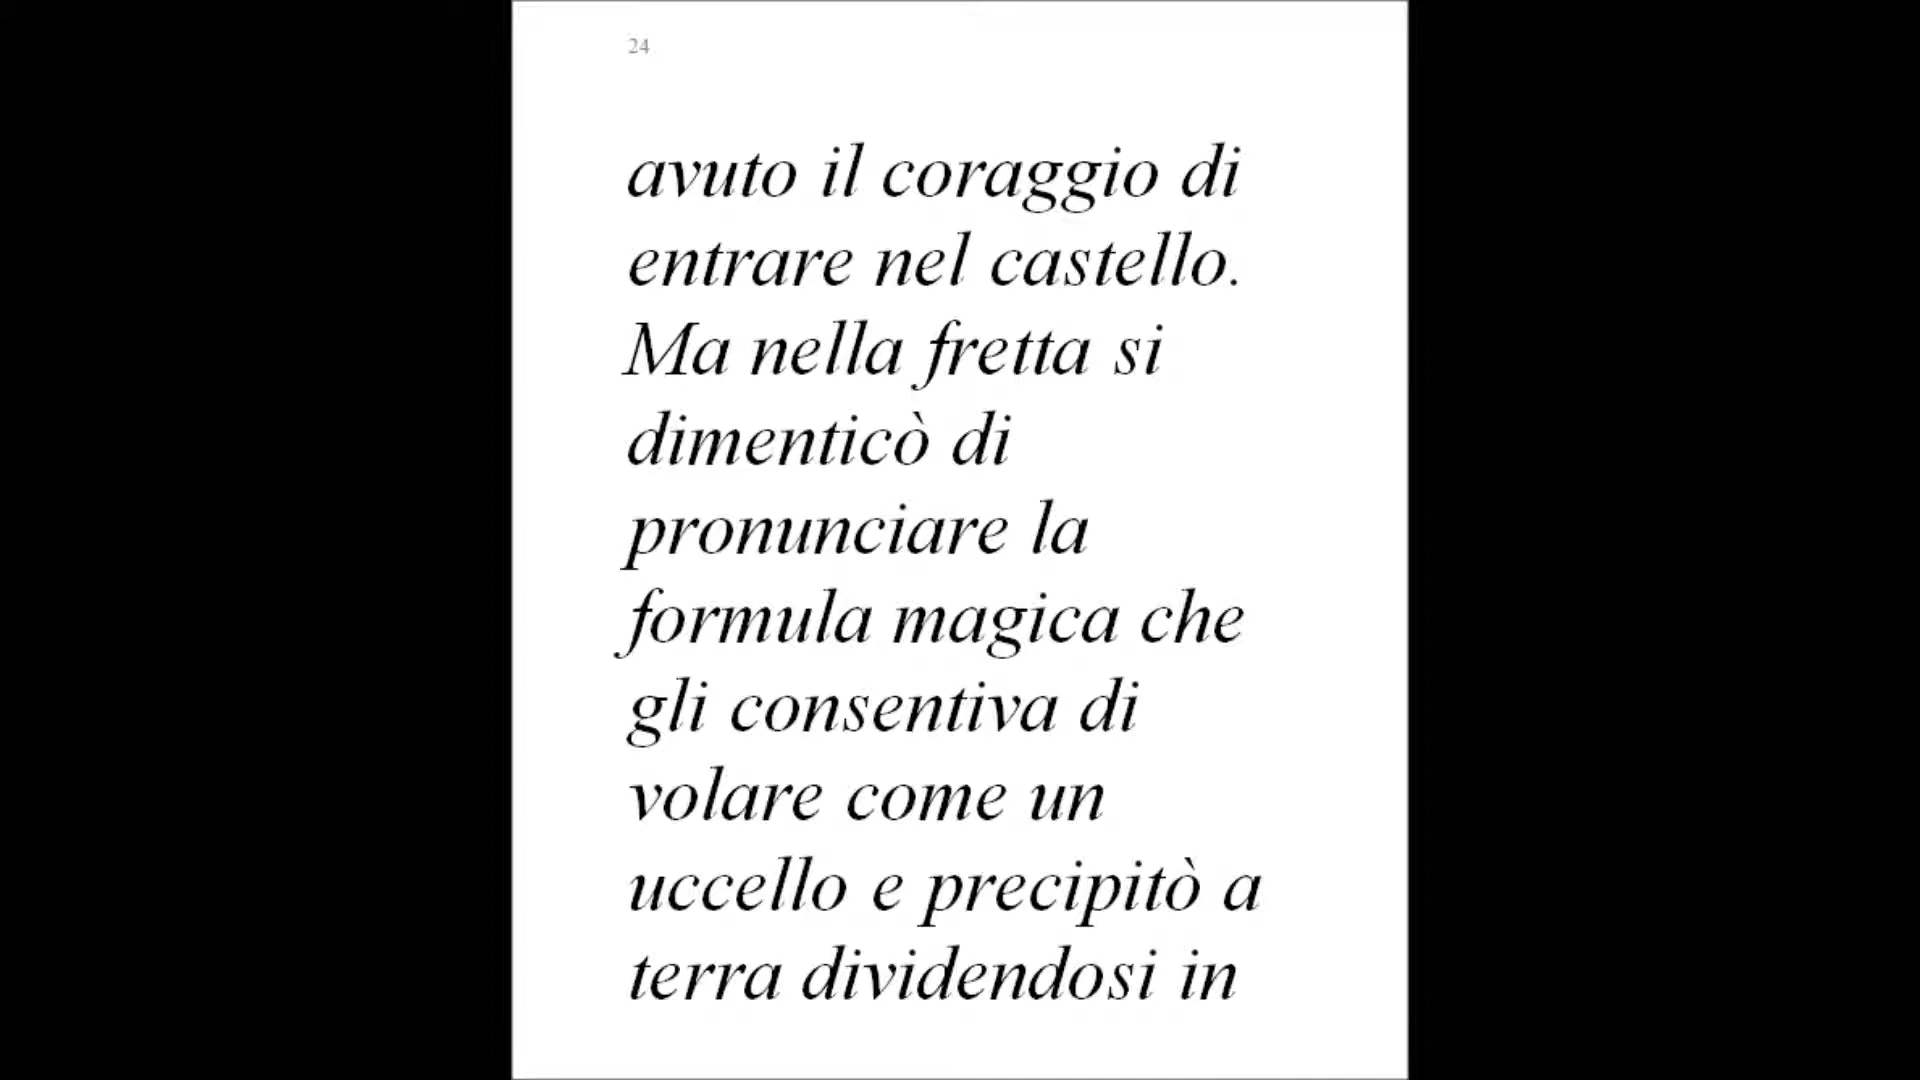 24
avuto il coraggio di
entrare nel castello.
Ma nella fretta si
dimenticò di
pronunciare la
formula magica che
gli consentiva di
volare come un
uccello e precipitò a
terra dividendosi in